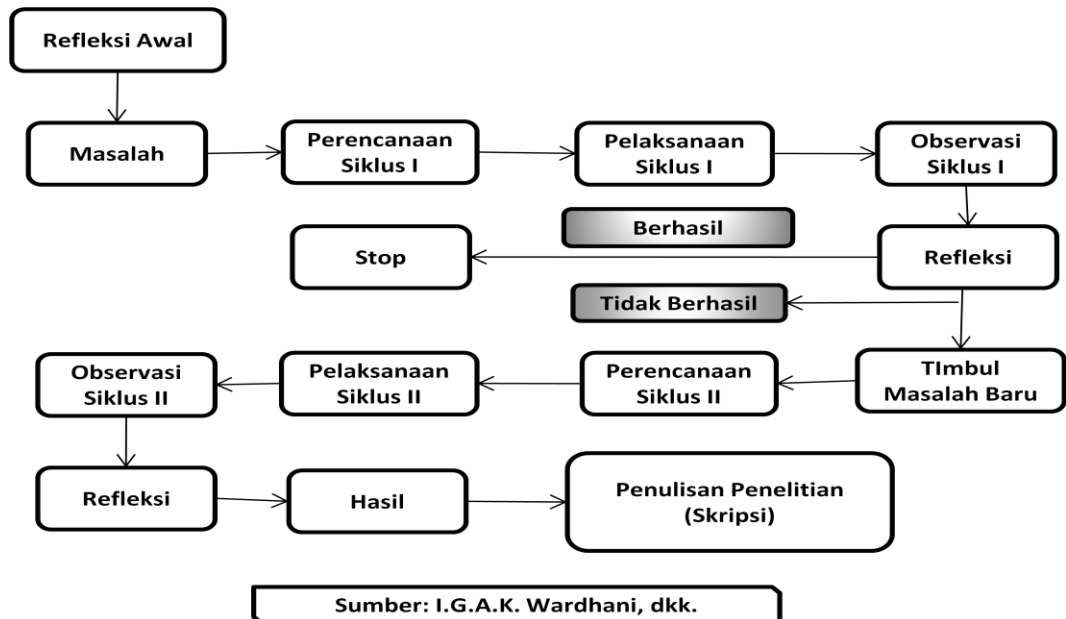 Refleksi Awal
Masalah
Perencanaan
Siklus I
Pelaksanaan
Siklus I
Observasi
Siklus I
Berhasil
Stop
Refleksi
Tidak Berhasil
TImbul
Masalah Baru
Perencanaan
Siklus II
Pelaksanaan
Siklus II
Observasi
Siklus II
Refleksi
Hasil
Penulisan Penelitian
(Skripsi)
Sumber: I.G.A.K. Wardhani, dkk.